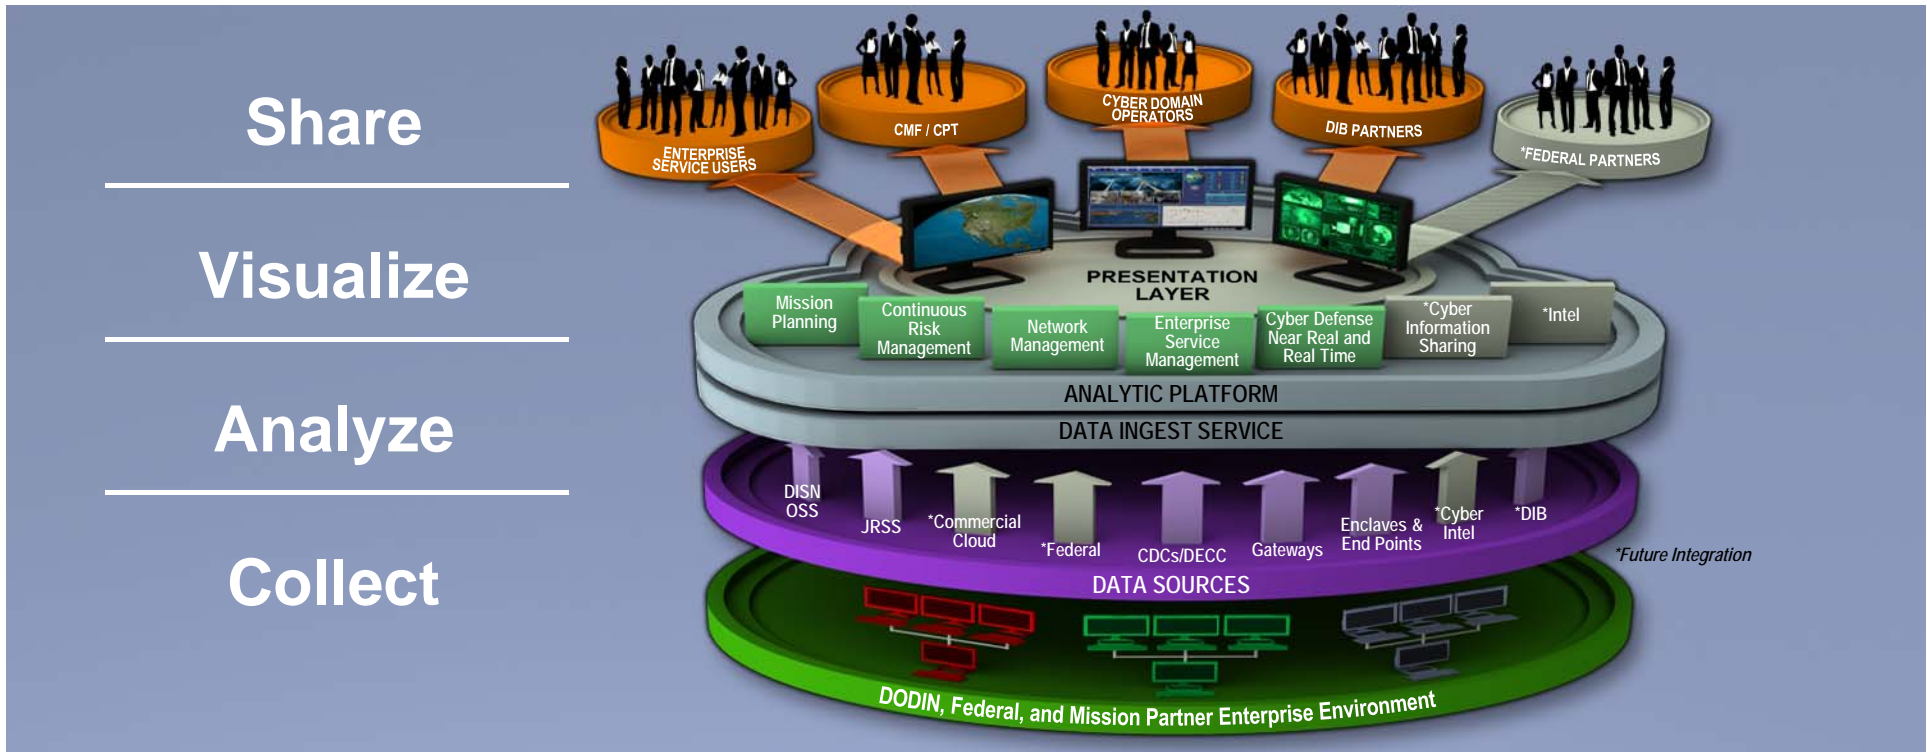 Share
Visualize
Analyze
Collect
ENTERPRISE
SERVICE USERS
CMF / CPT
CYBER DOMAIN
OPERATORS
DIB PARTNERS
*FEDERAL PARTNERS
PRESENTATION
LAYER
Mission
Planning
Continuous
Risk
Management
Network
Management
Enterprise
Service
Management
Cyber Defense
Near Real and
Real Time
*Cyber
Information
Sharing
*Intel
ANALYTIC PLATFORM
DATA INGEST SERVICE
DISN
OSS
JRSS
*Commercial
Cloud
*Federal
CDCs/DECC
Gateways
Enclaves &
End Points
*Cyber
Intel
*DIB
*Future Integration
DATA SOURCES
DODIN, Federal, and Mission Partner Enterprise Environment